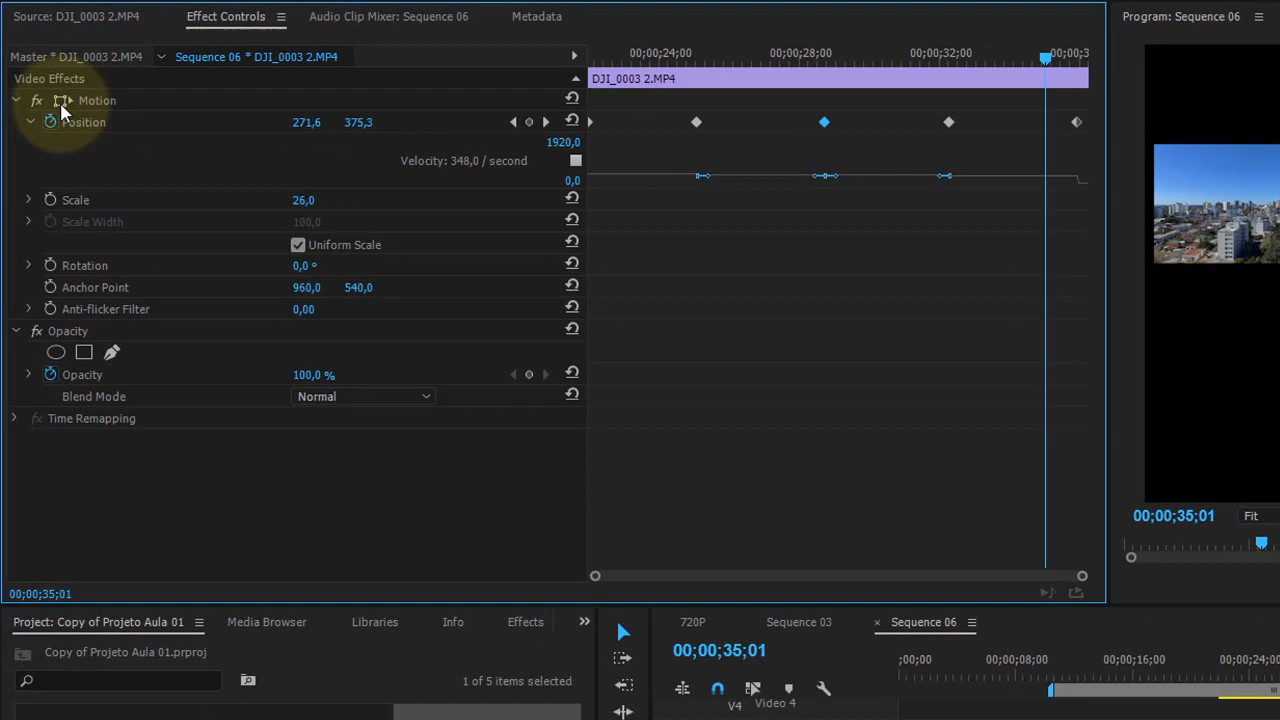 Source: DJI_0003 2.MP4
Effect Controls
Audio Clip Mixer: Sequence 06
Metadata
Program: Sequence 06
Master * DJI_0003 2.MP4
Sequence 06 * DJI_0003 2.MP4
00;00;24;00
00;00;28;00
00;00;32;00
00;00;3
Video Effects
DJI_0003 2.MP4
fx Motion
Position 271,6 375,3
1920,0
Velocity: 348,0 / second
0,0
Scale 26,0
Scale Width 100,0
Uniform Scale
Rotation 0,0 °
Anchor Point 960,0 540,0
Anti-flicker Filter 0,00
fx Opacity
Opacity 100,0 %
Blend Mode Normal
fx Time Remapping
00;00;35;01 Fit
00;00;35;01
Project: Copy of Projeto Aula 01
Media Browser
Libraries
Info
Effects
720P
Sequence 03
× Sequence 06
Copy of Projeto Aula 01.prproj
00;00;35;01
;00;00
00;00;08;00
00;00;16;00
00;00;24;00
1 of 5 items selected
V4 Video 4